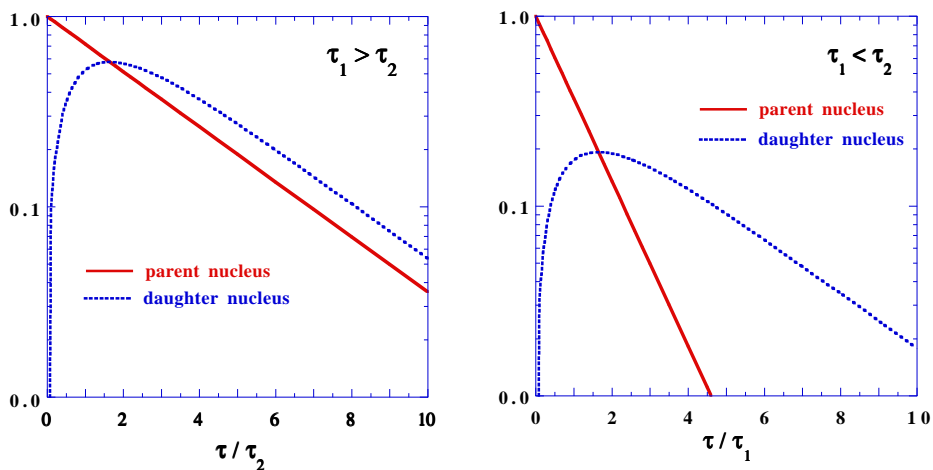 1.0
τ1 > τ2
0.1
parent nucleus
daughter nucleus
0.0
0 2 4 6 8 10
τ / τ2
1.0
τ1 < τ2
parent nucleus
daughter nucleus
0.1
0.0
0 2 4 6 8 10
τ/ τ1